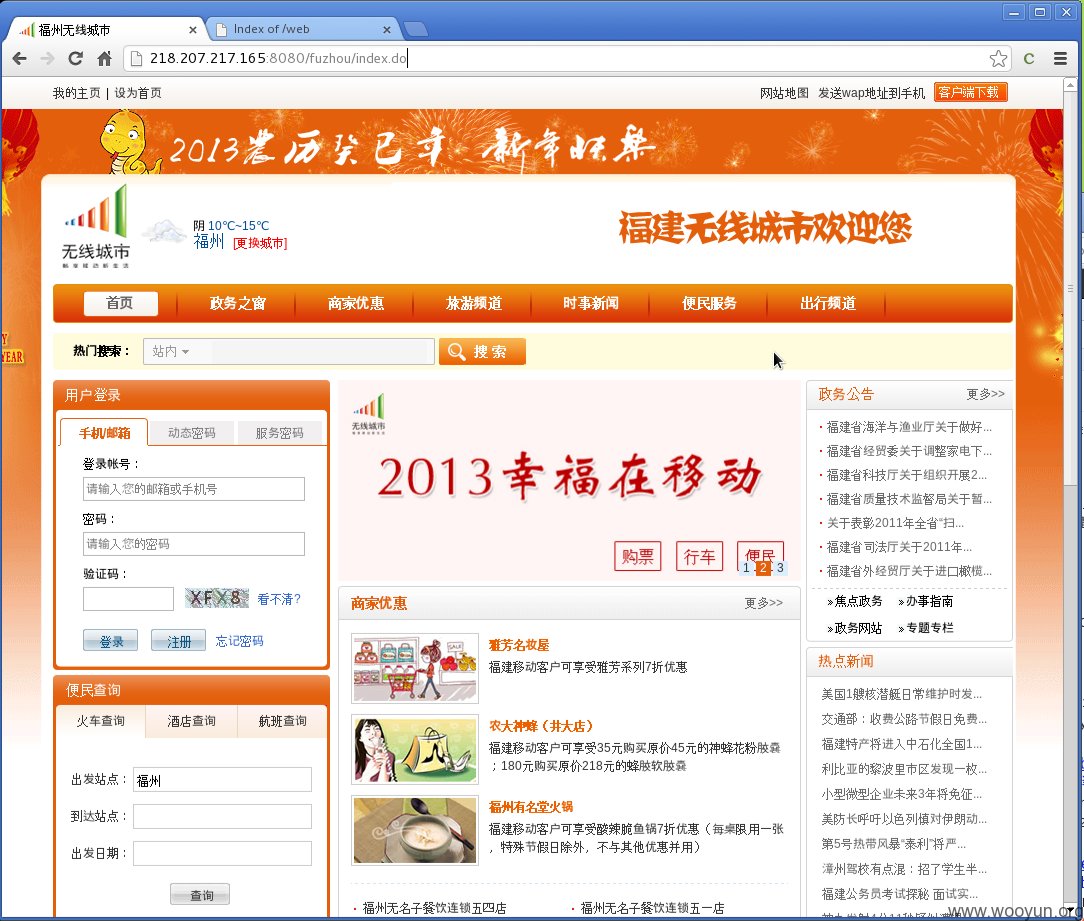 福州无线城市
Index of /web
218.207.217.165:8080/fuzhou/index.do
我的主页 | 设为首页
网站地图 发送wap地址到手机 客户端下载
2013农历癸巳年 新年快乐
无线城市
阴 10℃~15℃
福州 [更换城市]
福建无线城市欢迎您
首页 政务之窗 商家优惠 旅游频道 时事新闻 便民服务 出行频道
YEAR
热门搜索： 站内 搜 索
用户登录
手机/邮箱 动态密码 服务密码
登录帐号：
请输入您的邮箱或手机号
密码：
请输入您的密码
验证码：
XFX8 看不清?
登录 注册 忘记密码
便民查询
火车查询 酒店查询 航班查询
出发站点： 福州
到达站点：
出发日期：
查询
无线城市
2013幸福在移动
购票 行车 便民
1 2 3
商家优惠 更多>>
SALE
雅芳名妆屋
福建移动客户可享受雅芳系列7折优惠
农大神蜂（井大店）
福建移动客户可享受35元购买原价45元的神蜂花粉胶囊
；180元购买原价218元的蜂胶软胶囊
福州有名堂火锅
福建移动客户可享受酸辣脆鱼锅7折优惠（每桌限用一张
，特殊节假日除外，不与其他优惠并用）
· 福州无名子餐饮连锁五四店 · 福州无名子餐饮连锁五一店
政务公告 更多>>
· 福建省海洋与渔业厅关于做好...
· 福建省经贸委关于调整家电下...
· 福建省科技厅关于组织开展2...
· 福建省质量技术监督局关于暂...
· 关于表彰2011年全省“扫...
· 福建省司法厅关于2011年...
· 福建省外经贸厅关于进口橄榄...
»焦点政务 »办事指南
»政务网站 »专题专栏
热点新闻
美国1艘核潜艇日常维护时发...
交通部：收费公路节假日免费...
福建特产将进入中石化全国1...
利比亚的黎波里市区发现一枚...
小型微型企业未来3年将免征...
美防长呼吁以色列慎对伊朗动...
第5号热带风暴“泰利”将严...
漳州驾校有点混：招了学生半...
福建公务员考试探秘 面试实...
www.wooyun.org